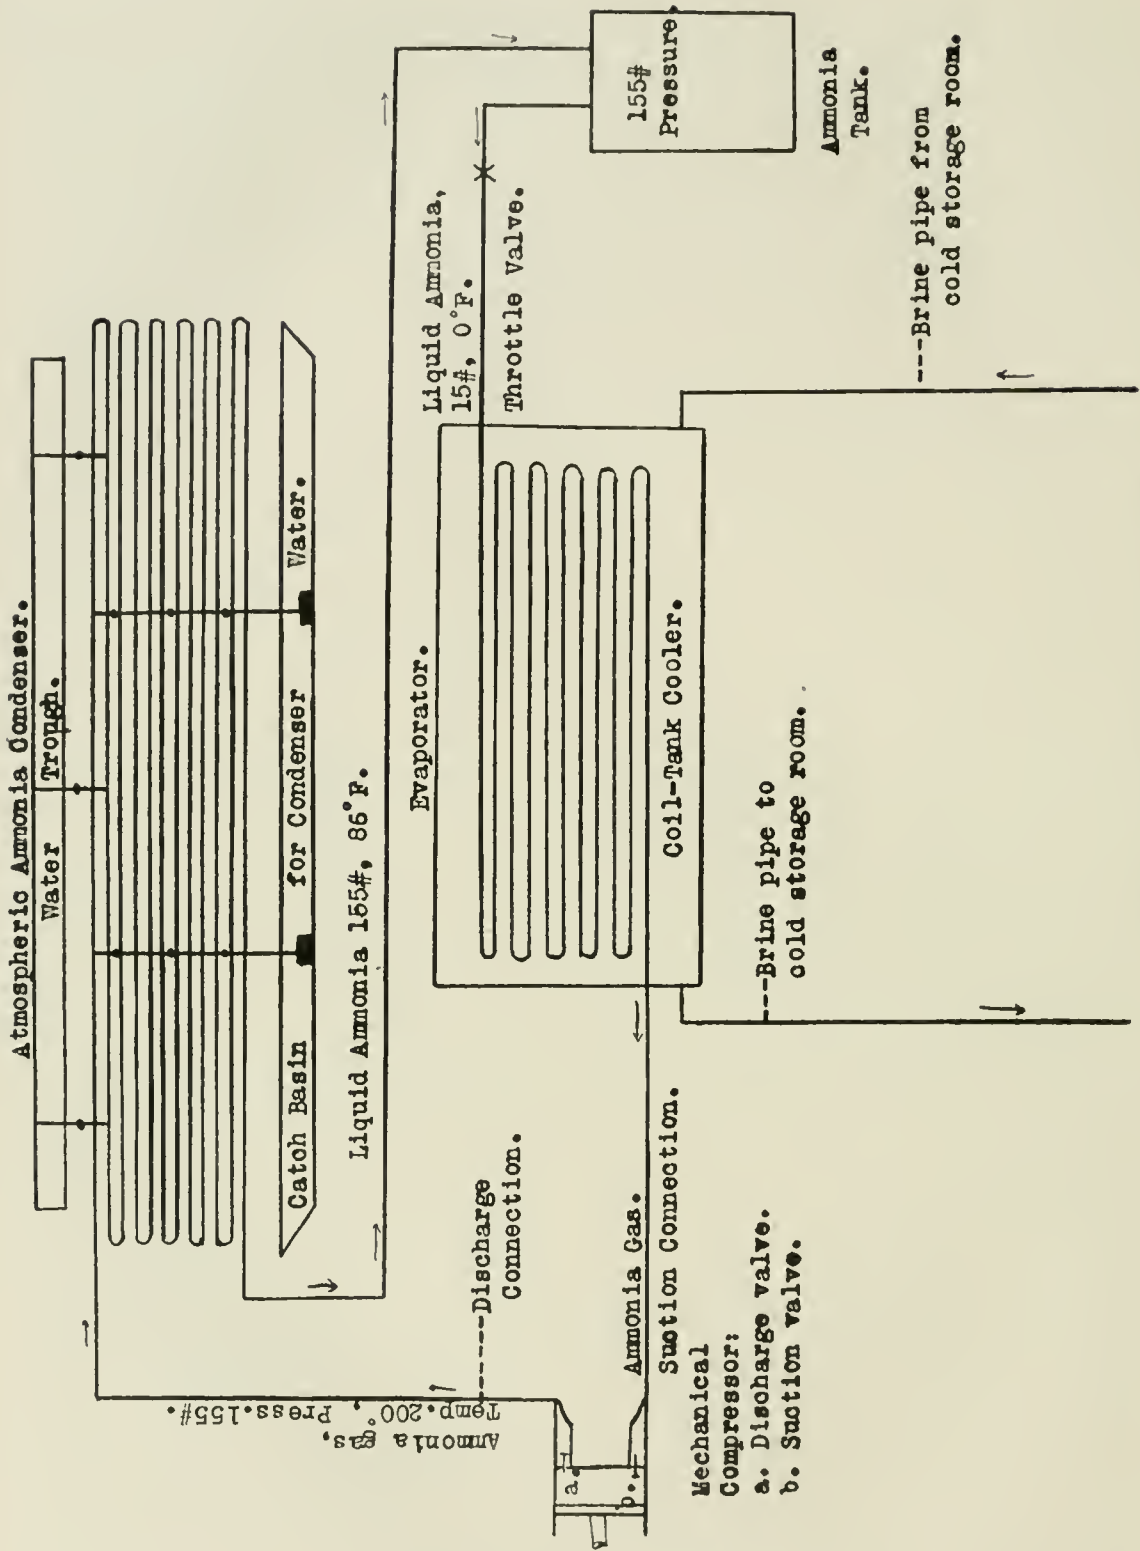 Atmospheric Ammonia Condenser.
Water Trough.
Catch Basin for Condenser Water.
Liquid Ammonia 155#, 86°F.
Evaporator.
Liquid Ammonia,
15#, 0°F.
Throttle Valve.
155#
Pressure.
Ammonia
Tank.
Coil-Tank Cooler.
---Brine pipe from
cold storage room.
---Brine pipe to
cold storage room.
Ammonia gas,
Temp.200°, Press.155#.
------Discharge
Connection.
Ammonia Gas.
Suction Connection.
a.
b.
Mechanical
Compressor:
a. Discharge valve.
b. Suction valve.